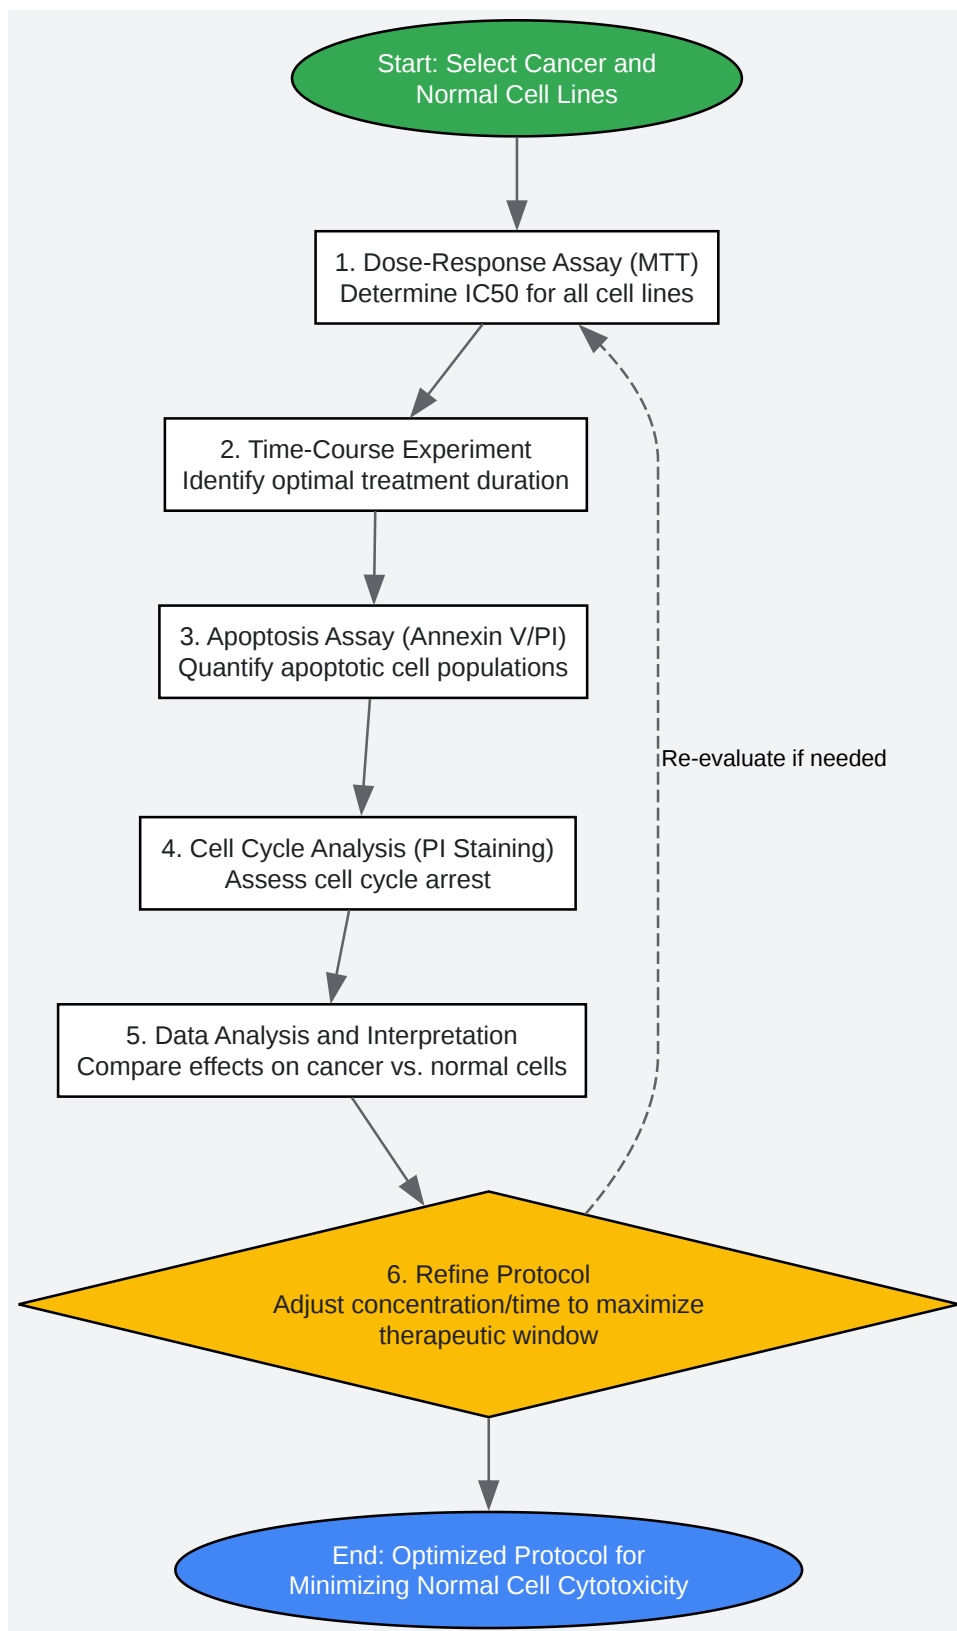 Start: Select Cancer and
Normal Cell Lines
1. Dose-Response Assay (MTT)
Determine IC50 for all cell lines
2. Time-Course Experiment
Identify optimal treatment duration
3. Apoptosis Assay (Annexin V/PI)
Quantify apoptotic cell populations
Re-evaluate if needed
4. Cell Cycle Analysis (PI Staining)
Assess cell cycle arrest
5. Data Analysis and Interpretation
Compare effects on cancer vs. normal cells
6. Refine Protocol
Adjust concentration/time to maximize
therapeutic window
End: Optimized Protocol for
Minimizing Normal Cell Cytotoxicity